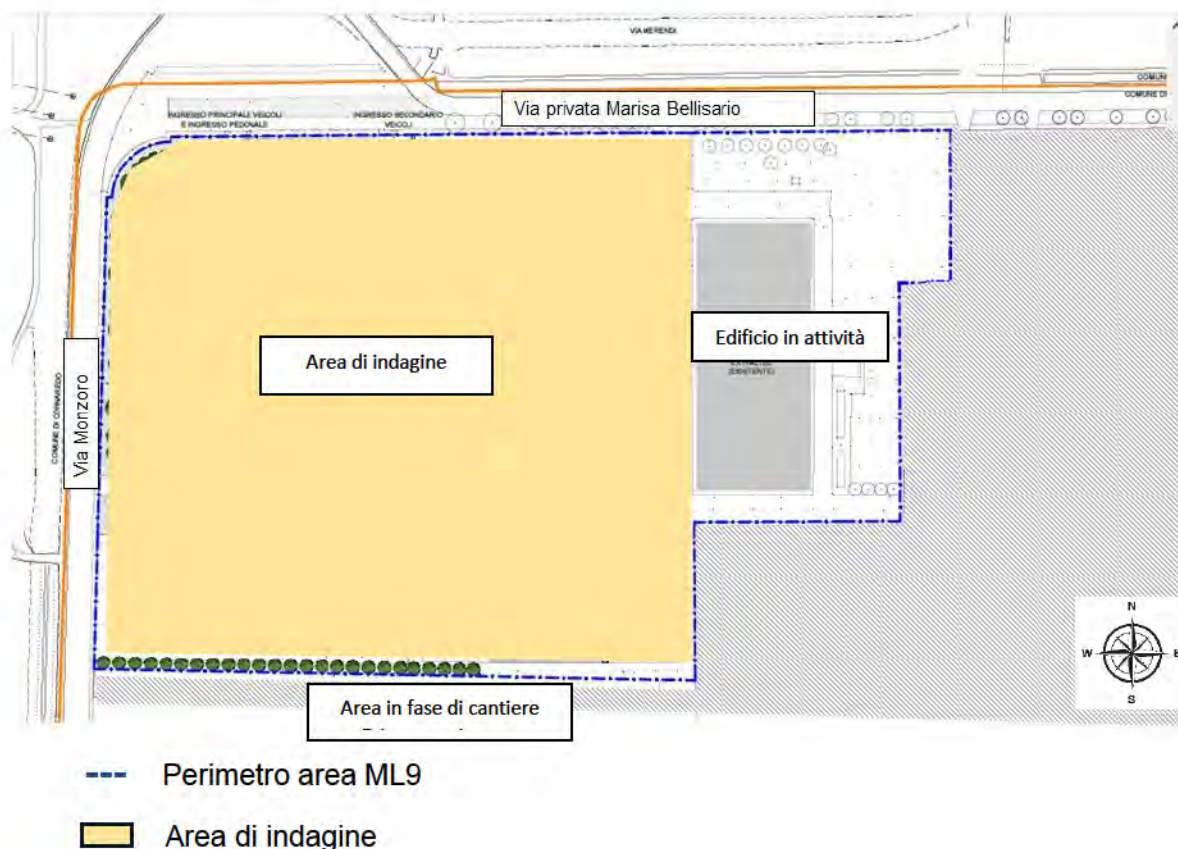 VIA MERENDI
COMUNE DI
Via privata Marisa Bellisario
INGRESSO PRINCIPALE VEICOLI
E INGRESSO PEDONALE
INGRESSO SECONDARIO
VEICOLI
Area di indagine
Edificio in attività
(ESISTENTE)
Via Monzoro
COMUNE DI CORNAREDO
N
W
E
S
Area in fase di cantiere
Perimetro area ML9
Area di indagine